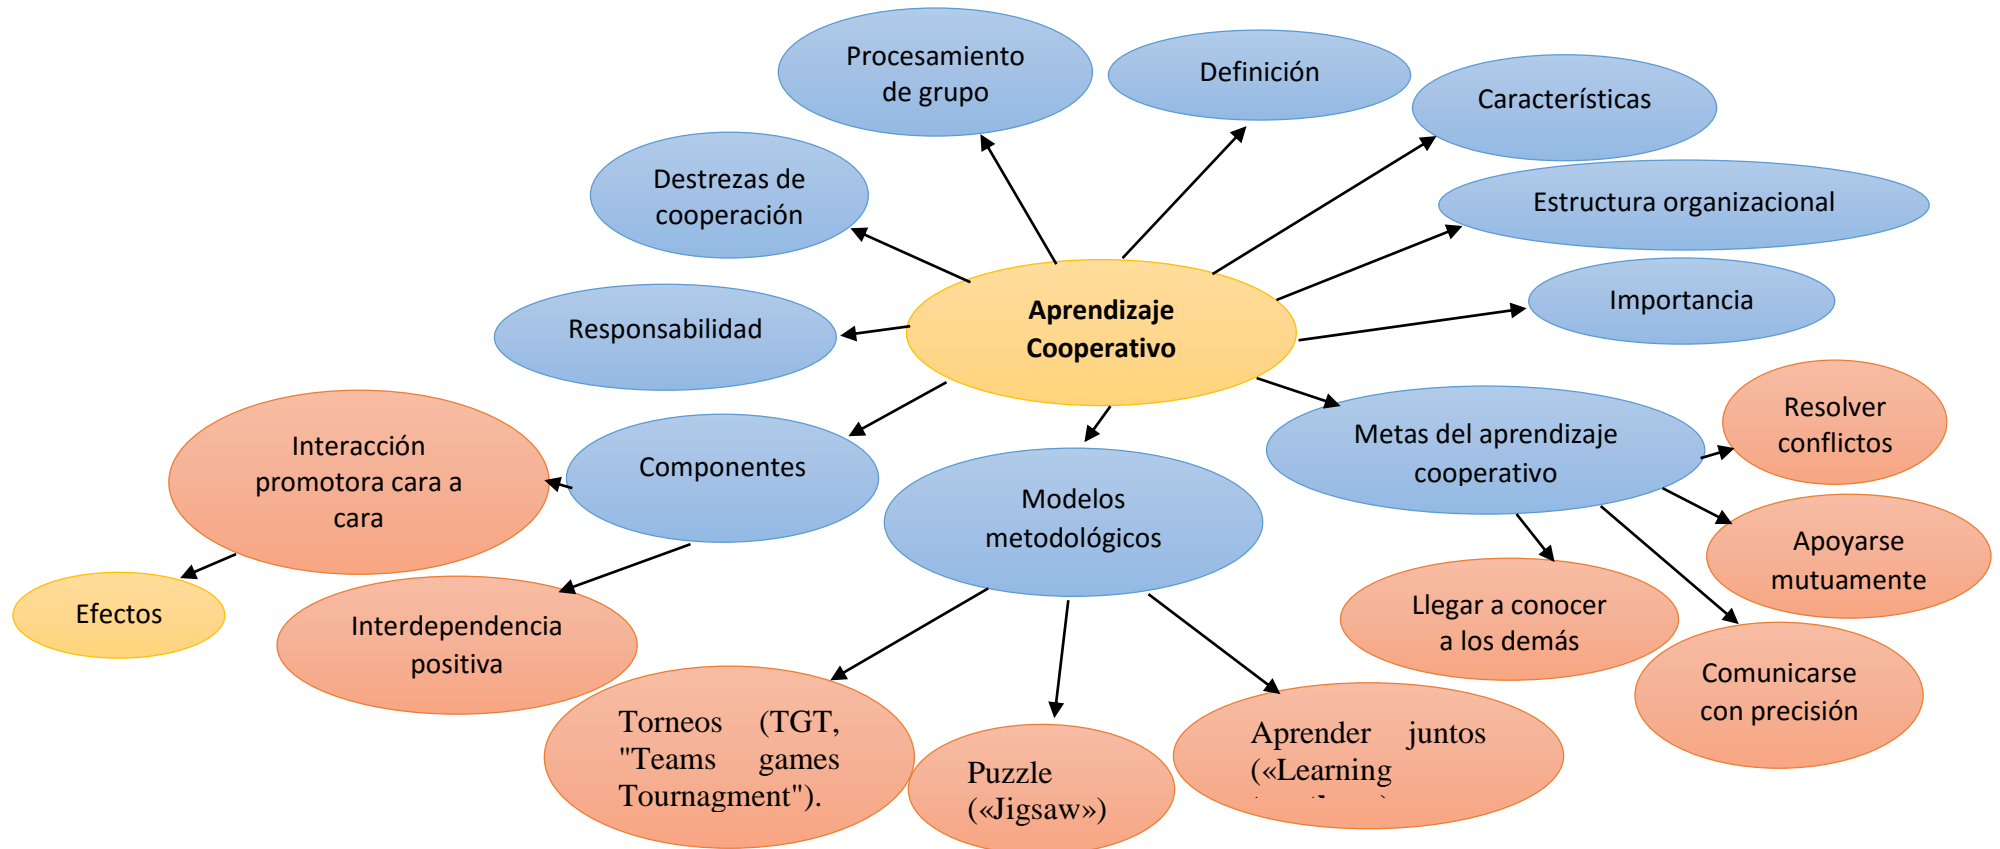 Procesamiento
de grupo
Definición
Características
Destrezas de
cooperación
Estructura organizacional
Aprendizaje
Cooperativo
Importancia
Responsabilidad
Interacción
promotora cara a
cara
Componentes
Modelos
metodológicos
Metas del aprendizaje
cooperativo
Resolver
conflictos
Apoyarse
mutuamente
Efectos
Interdependencia
positiva
Llegar a conocer
a los demás
Comunicarse
con precisión
Torneos (TGT,
"Teams games
Tournagment").
Puzzle
(«Jigsaw»)
Aprender juntos
(«Learning